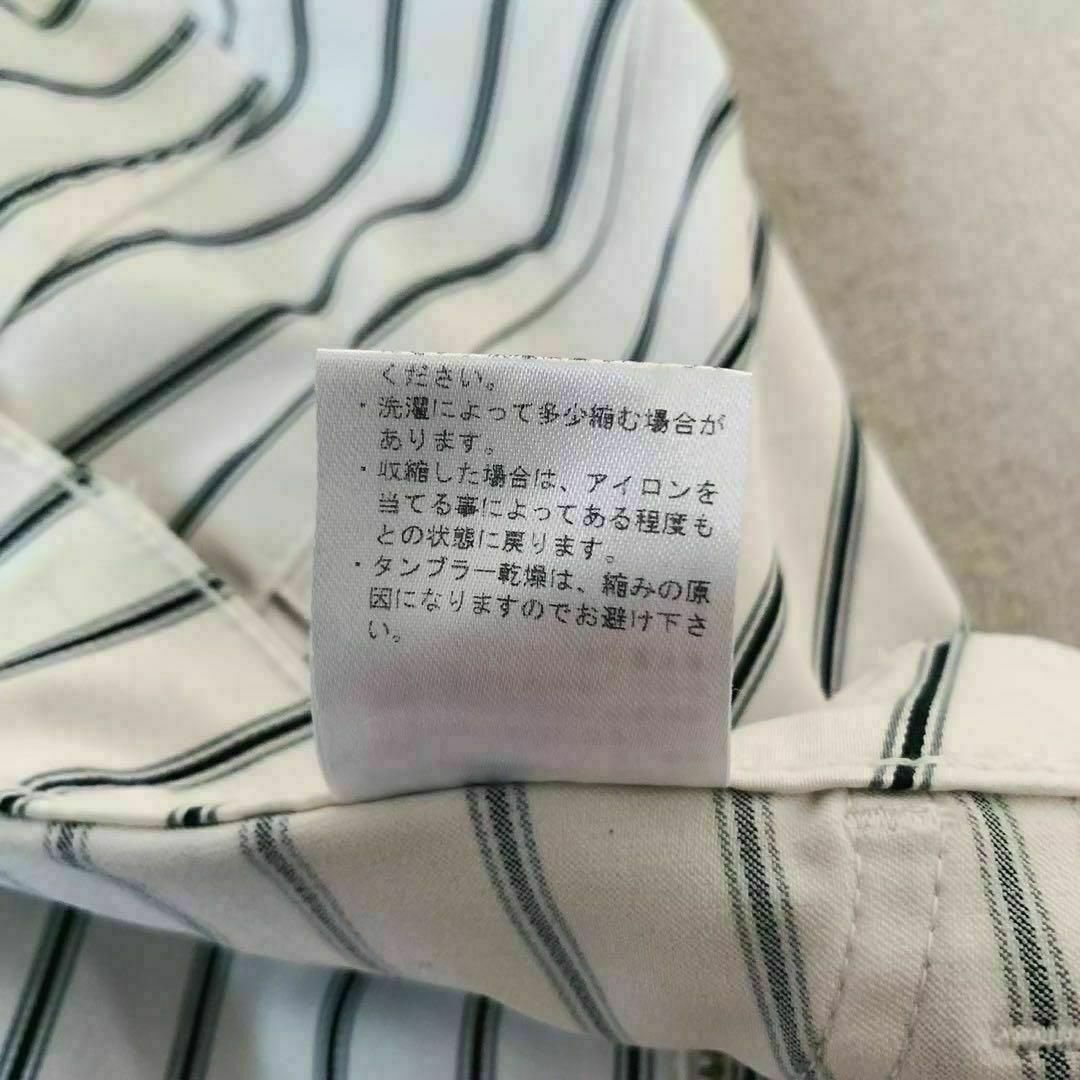 ください。
・洗濯によって多少縮む場合が
あります。
・収縮した場合は、アイロンを
当てる事によってある程度も
との状態に戻ります。
・タンブラー乾燥は、縮みの原
因になりますのでお避け下さ
い。